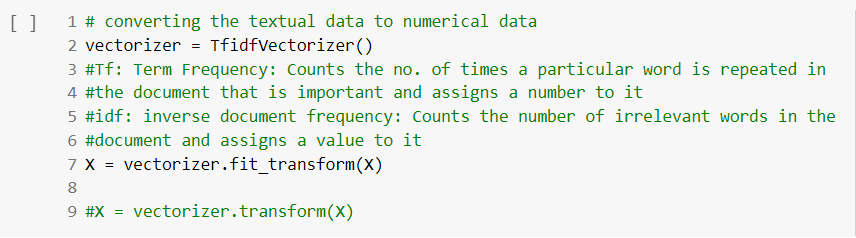 [ ]
1 # converting the textual data to numerical data
2 vectorizer = TfidfVectorizer()
3 #Tf: Term Frequency: Counts the no. of times a particular word is repeated in
4 #the document that is important and assigns a number to it
5 #idf: inverse document frequency: Counts the number of irrelevant words in the
6 #document and assigns a value to it
7 X = vectorizer.fit_transform(X)
8
9 #X = vectorizer.transform(X)